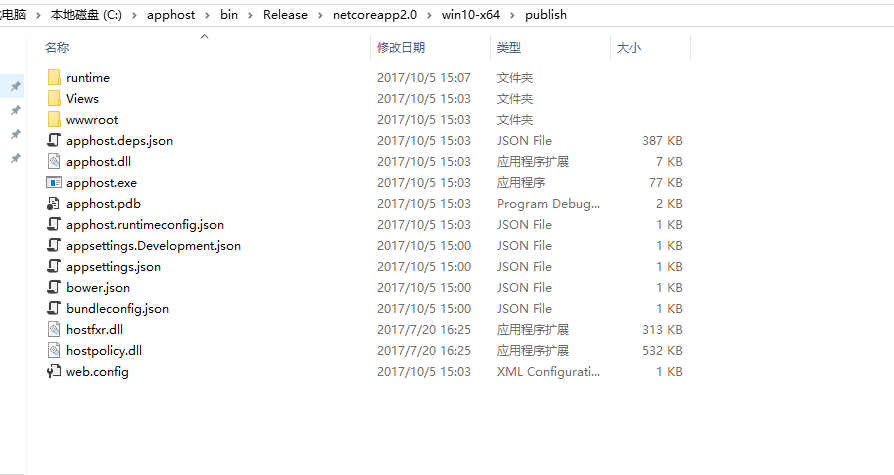 电脑 > 本地磁盘 (C:) > apphost > bin > Release > netcoreapp2.0 > win10-x64 > publish
名称 修改日期 类型 大小
runtime 2017/10/5 15:07 文件夹
Views 2017/10/5 15:03 文件夹
wwwroot 2017/10/5 15:03 文件夹
apphost.deps.json 2017/10/5 15:03 JSON File 387 KB
apphost.dll 2017/10/5 15:03 应用程序扩展 7 KB
apphost.exe 2017/10/5 15:03 应用程序 77 KB
apphost.pdb 2017/10/5 15:03 Program Debug... 2 KB
apphost.runtimeconfig.json 2017/10/5 15:03 JSON File 1 KB
appsettings.Development.json 2017/10/5 15:00 JSON File 1 KB
appsettings.json 2017/10/5 15:00 JSON File 1 KB
bower.json 2017/10/5 15:00 JSON File 1 KB
bundleconfig.json 2017/10/5 15:00 JSON File 1 KB
hostfxr.dll 2017/7/20 16:25 应用程序扩展 313 KB
hostpolicy.dll 2017/7/20 16:25 应用程序扩展 532 KB
web.config 2017/10/5 15:03 XML Configurati... 1 KB